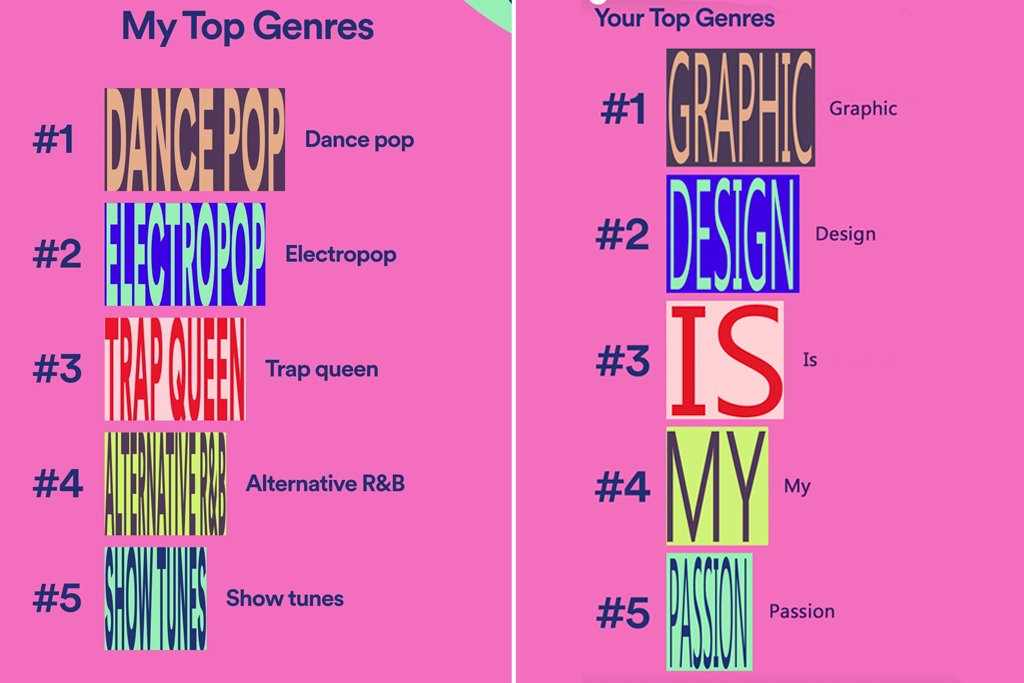 My Top Genres
#1 DANCE POP Dance pop
#2 ELECTROPOP Electropop
#3 TRAP QUEEN Trap queen
#4 ALTERNATIVE R&B Alternative R&B
#5 SHOW TUNES Show tunes
Your Top Genres
#1 GRAPHIC Graphic
#2 DESIGN Design
#3 IS Is
#4 MY My
#5 PASSION Passion